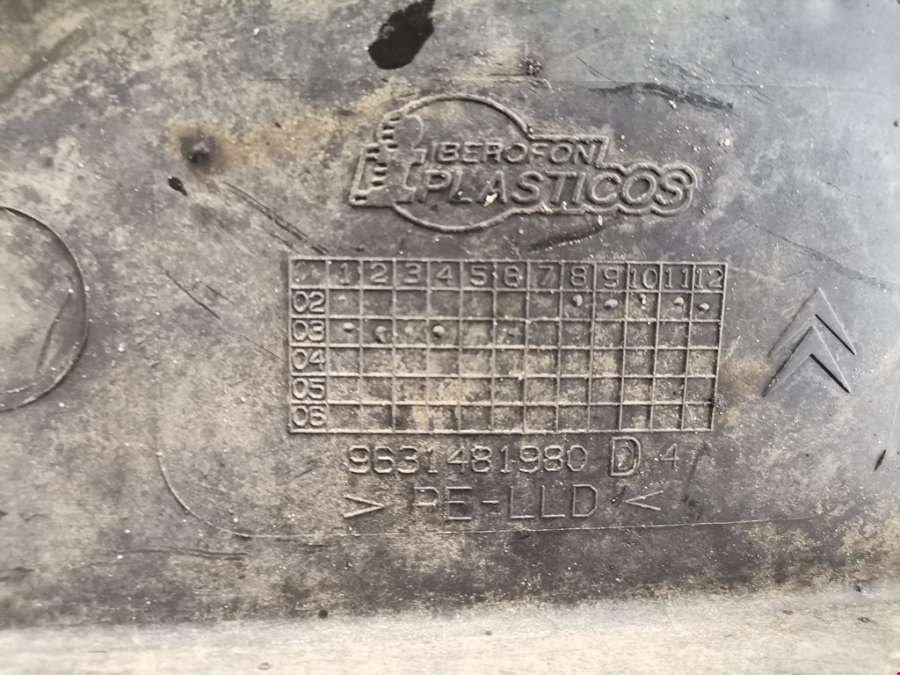 IBEROFON
PLASTICOS
1 2 3 4 5 6 7 8 9 10 11 12
02
03
04
05
06
9631481980 D 4
> PE-LLD <